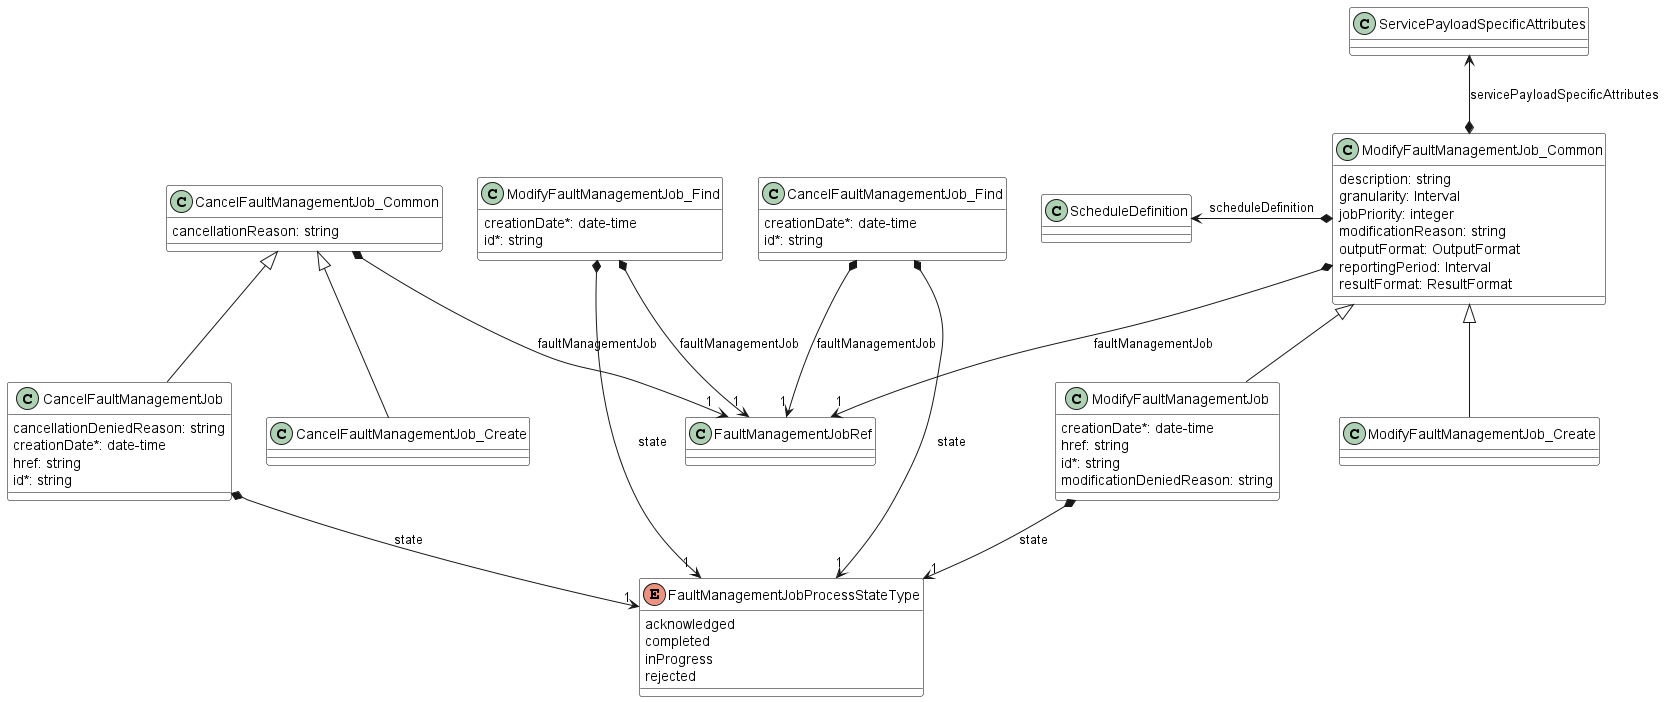 C ServicePayloadSpecificAttributes
servicePayloadSpecificAttributes
C ModifyFaultManagementJob_Common
description: string
granularity: Interval
jobPriority: integer
modificationReason: string
outputFormat: OutputFormat
reportingPeriod: Interval
resultFormat: ResultFormat
C CancelFaultManagementJob_Common
cancellationReason: string
C ModifyFaultManagementJob_Find
creationDate*: date-time
id*: string
C CancelFaultManagementJob_Find
creationDate*: date-time
id*: string
C ScheduleDefinition
scheduleDefinition
faultManagementJob
faultManagementJob
faultManagementJob
faultManagementJob
1
1
1
1
C CancelFaultManagementJob
cancellationDeniedReason: string
creationDate*: date-time
href: string
id*: string
C CancelFaultManagementJob_Create
C FaultManagementJobRef
C ModifyFaultManagementJob
creationDate*: date-time
href: string
id*: string
modificationDeniedReason: string
C ModifyFaultManagementJob_Create
state
state
state
state
1
1
1
1
E FaultManagementJobProcessStateType
acknowledged
completed
inProgress
rejected